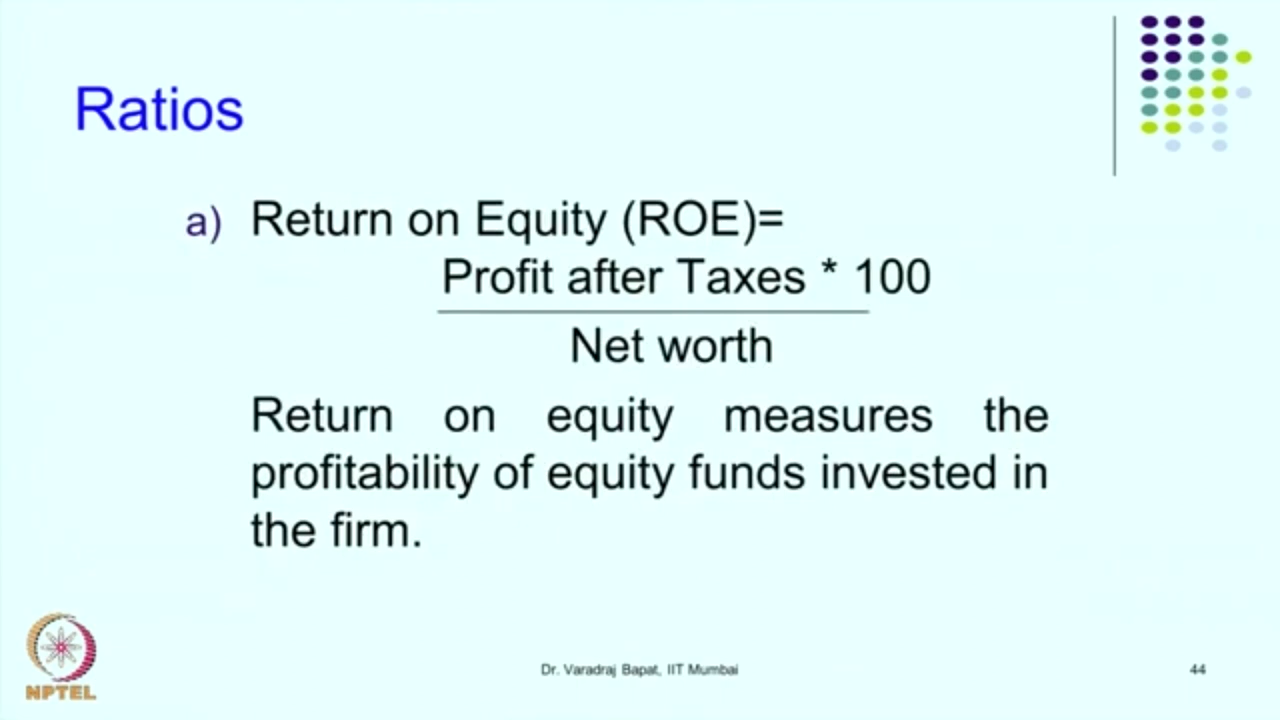 Ratios
a) Return on Equity (ROE)=
Profit after Taxes * 100
Net worth
Return on equity measures the
profitability of equity funds invested in
the firm.
NPTEL
Dr. Varadraj Bapat, IIT Mumbai
44